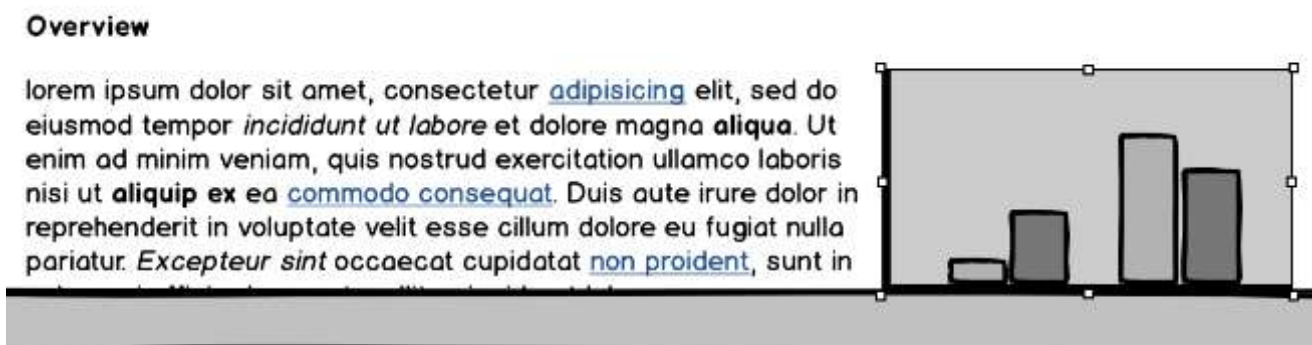 Overview
lorem ipsum dolor sit amet, consectetur adipisicing elit, sed do
eiusmod tempor incididunt ut labore et dolore magna aliqua. Ut
enim ad minim veniam, quis nostrud exercitation ullamco laboris
nisi ut aliquip ex ea commodo consequat. Duis aute irure dolor in
reprehenderit in voluptate velit esse cillum dolore eu fugiat nulla
pariatur. Excepteur sint occaecat cupidatat non proident, sunt in